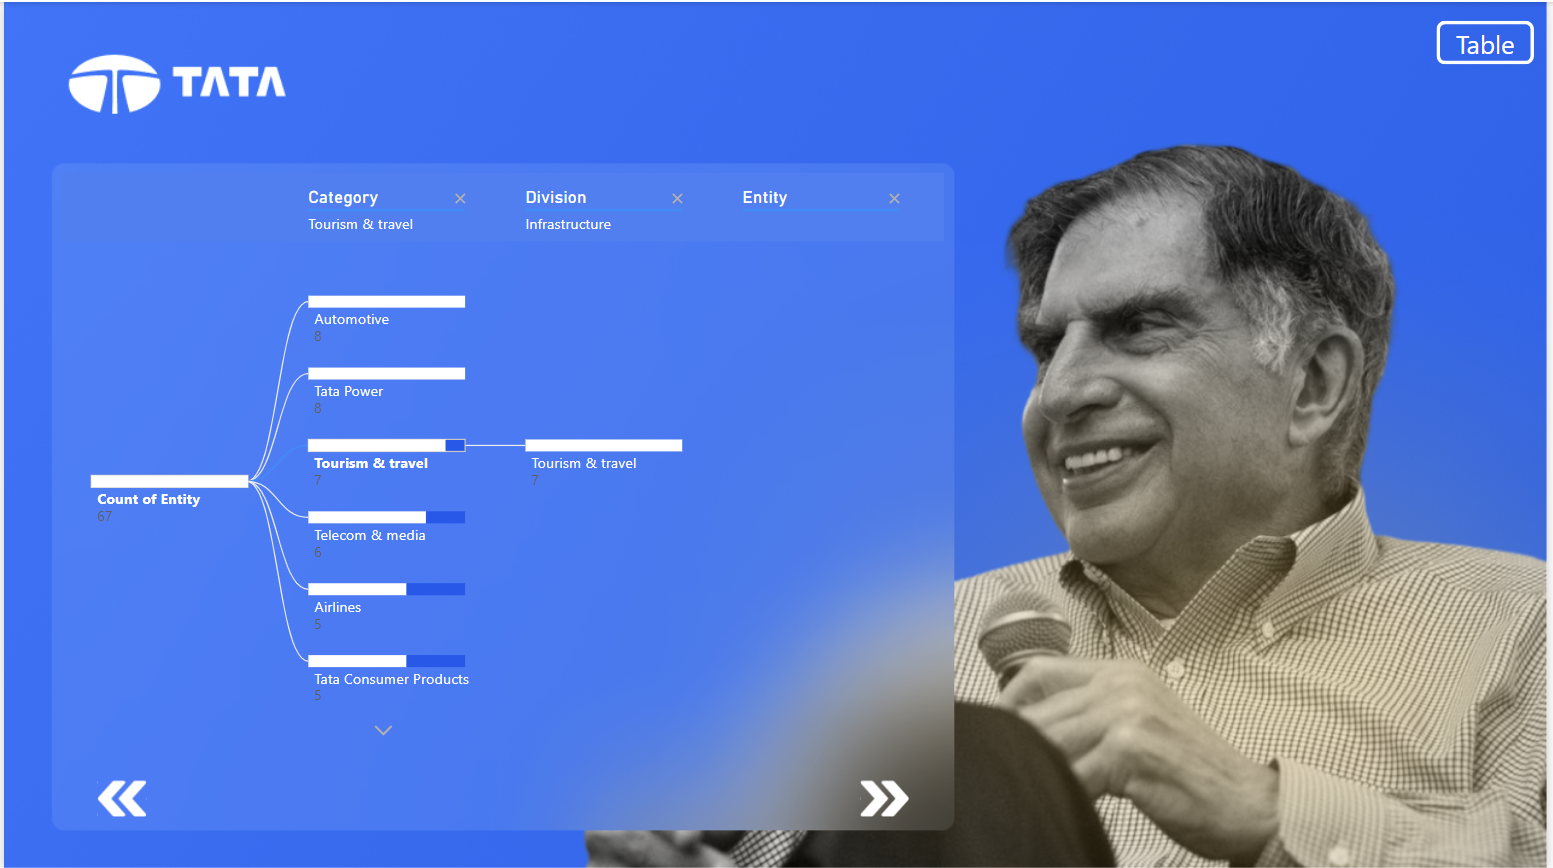 Table
TATA
Category
Division
Entity
Tourism & travel
Infrastructure
Automotive
8
Tata Power
8
Tourism & travel
7
Tourism & travel
7
Count of Entity
67
Telecom & media
6
Airlines
5
Tata Consumer Products
5